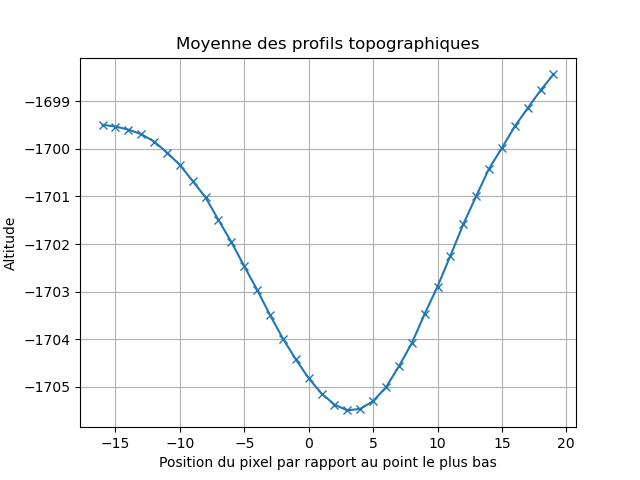 Moyenne des profils topographiques
Altitude
−1699
−1700
−1701
−1702
−1703
−1704
−1705
−15 −10 −5 0 5 10 15 20
Position du pixel par rapport au point le plus bas